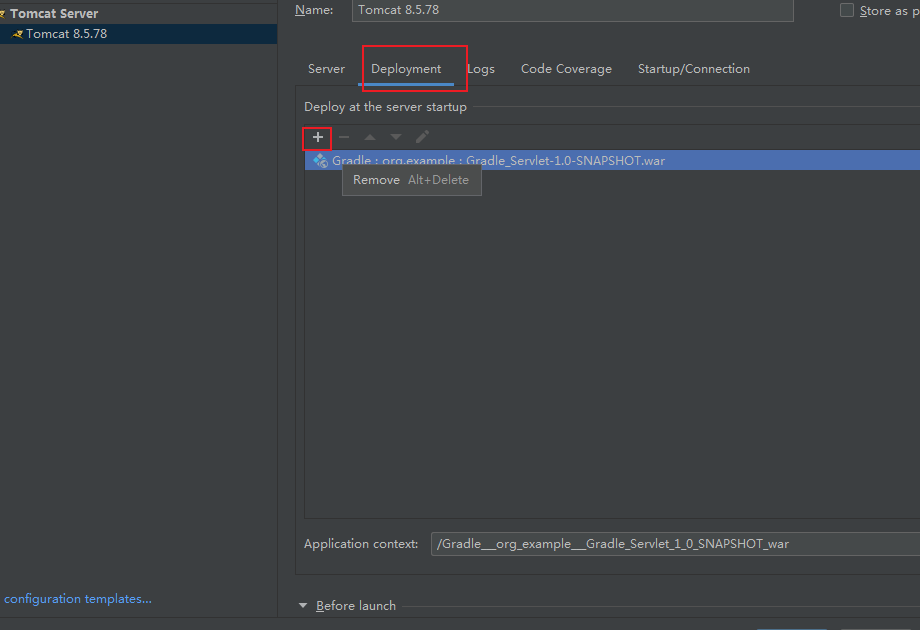 Tomcat Server
Tomcat 8.5.78
Name: Tomcat 8.5.78 Store as p
Server Deployment Logs Code Coverage Startup/Connection
Deploy at the server startup
Gradle : org.example : Gradle_Servlet-1.0-SNAPSHOT.war
Remove Alt+Delete
Application context: /Gradle___org_example___Gradle_Servlet_1_0_SNAPSHOT_war
configuration templates...
Before launch